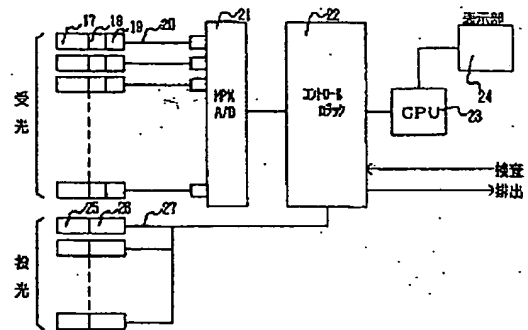 17 18 19 20 21 22
表示部
受光
MPX
A/D
コントロール
ロジック
CPU
23
24
検査
排出
25 26 27
投光